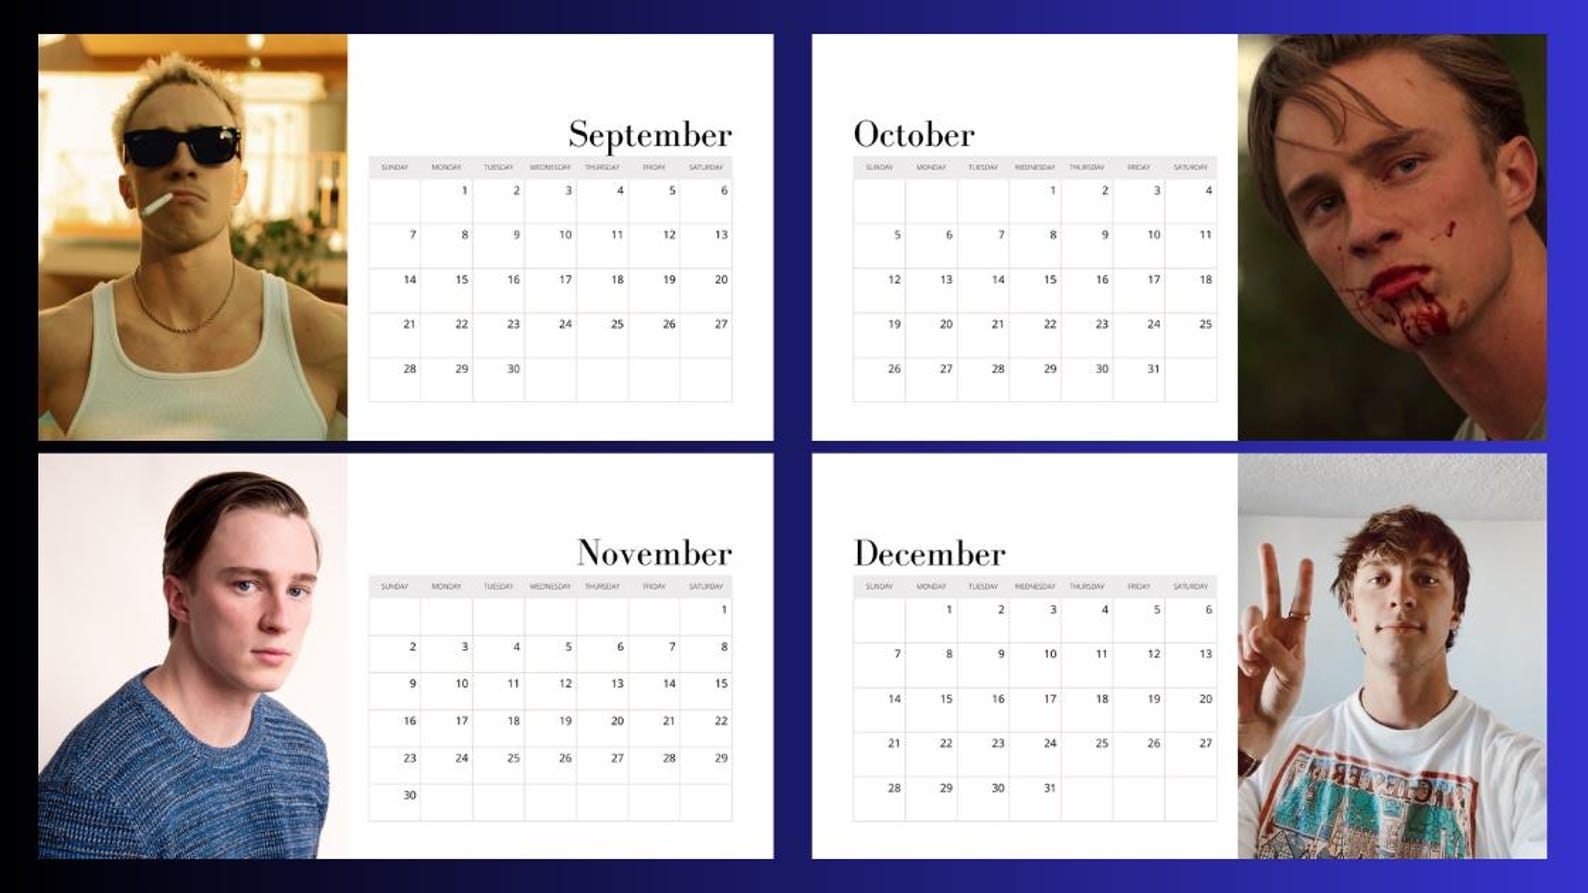 September
SUNDAY MONDAY TUESDAY WEDNESDAY THURSDAY FRIDAY SATURDAY
1 2 3 4 5 6
7 8 9 10 11 12 13
14 15 16 17 18 19 20
21 22 23 24 25 26 27
28 29 30
October
SUNDAY MONDAY TUESDAY WEDNESDAY THURSDAY FRIDAY SATURDAY
1 2 3 4
5 6 7 8 9 10 11
12 13 14 15 16 17 18
19 20 21 22 23 24 25
26 27 28 29 30 31
November
SUNDAY MONDAY TUESDAY WEDNESDAY THURSDAY FRIDAY SATURDAY
1
2 3 4 5 6 7 8
9 10 11 12 13 14 15
16 17 18 19 20 21 22
23 24 25 26 27 28 29
30
December
SUNDAY MONDAY TUESDAY WEDNESDAY THURSDAY FRIDAY SATURDAY
1 2 3 4 5 6
7 8 9 10 11 12 13
14 15 16 17 18 19 20
21 22 23 24 25 26 27
28 29 30 31